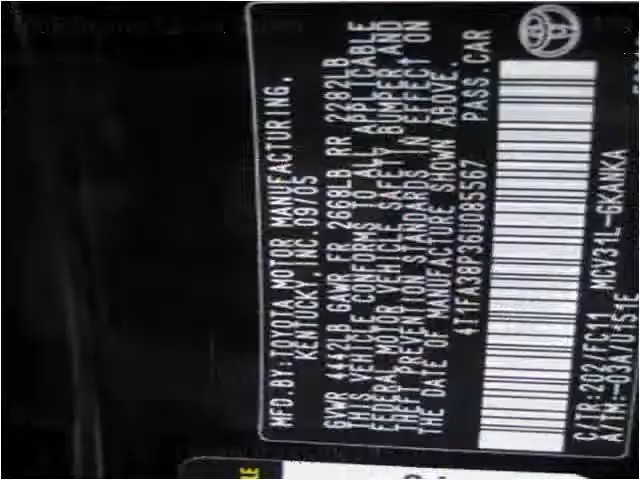 MFD.BY:TOYOTA MOTOR MANUFACTURING,
KENTUCKY,INC.09/05
GVWR 4442LB GAWR FR 2668LB RR 2282LB
THIS VEHICLE CONFORMS TO ALL APPLICABLE
FEDERAL MOTOR VEHICLE SAFETY, BUMPER AND
THEFT PREVENTION STANDARDS IN EFFECT ON
THE DATE OF MANUFACTURE SHOWN ABOVE.
4T1FA38P36U085567 PASS.CAR
C/TR:202/FC11 MCV31L-GKANKA
A/TM:-03A/U151E